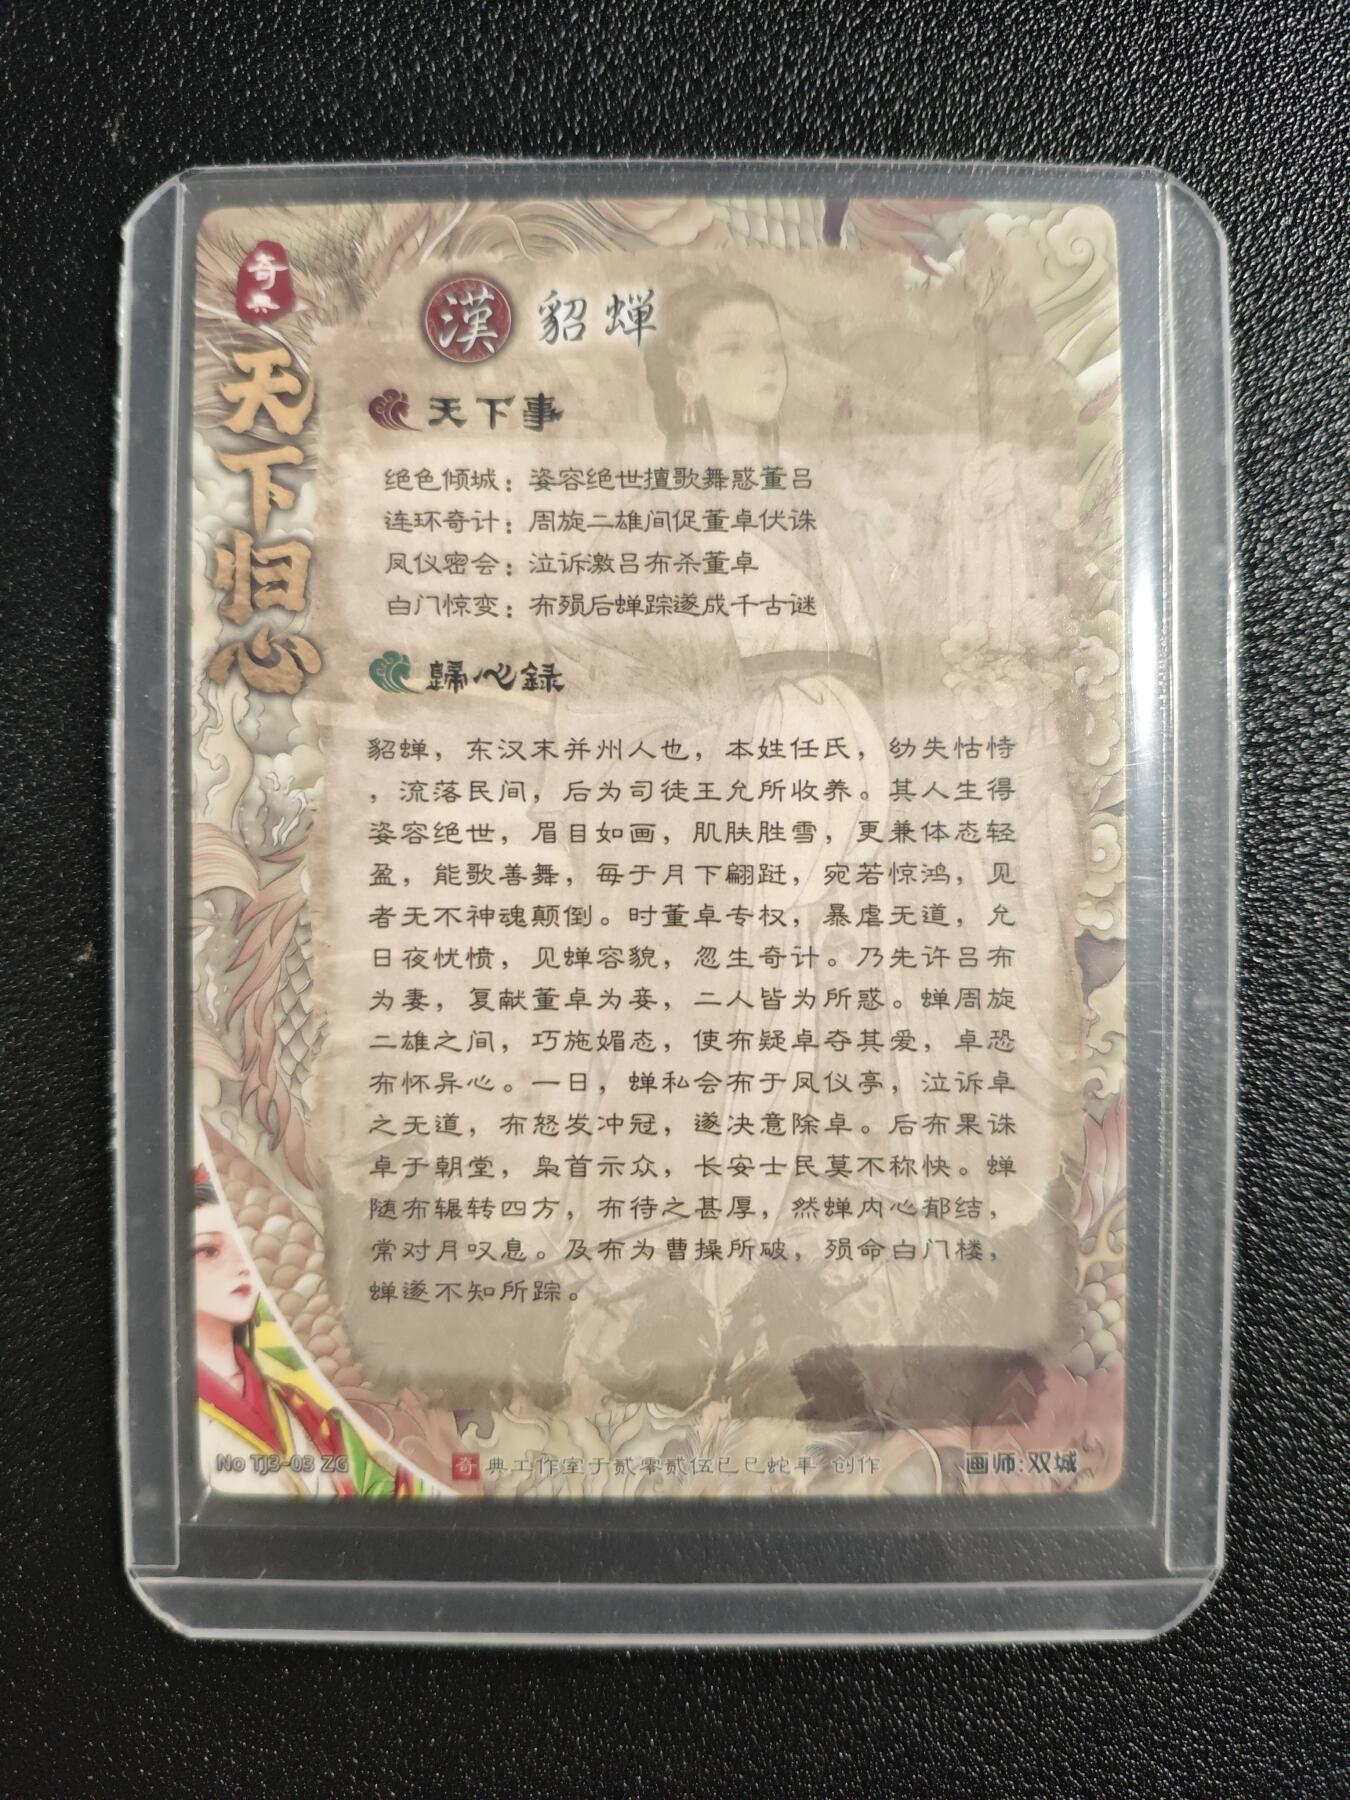 奇典
天下归心
漢 貂蝉
天下事
绝色倾城：姿容绝世擅歌舞惑董吕
连环奇计：周旋二雄间促董卓伏诛
凤仪密会：泣诉激吕布杀董卓
白门惊变：布殒后蝉踪遂成千古谜
歸心録
貂蝉，东汉末并州人也，本姓任氏，幼失怙恃
，流落民间，后为司徒王允所收养。其人生得
姿容绝世，眉目如画，肌肤胜雪，更兼体态轻
盈，能歌善舞，每于月下翩跹，宛若惊鸿，见
者无不神魂颠倒。时董卓专权，暴虐无道，允
日夜忧愤，见蝉容貌，忽生奇计。乃先许吕布
为妻，复献董卓为妾，二人皆为所惑。蝉周旋
二雄之间，巧施媚态，使布疑卓夺其爱，卓恐
布怀异心。一日，蝉私会布于凤仪亭，泣诉卓
之无道，布怒发冲冠，遂决意除卓。后布果诛
卓于朝堂，枭首示众，长安士民莫不称快。蝉
随布辗转四方，布待之甚厚，然蝉内心郁结，
常对月叹息。及布为曹操所破，殒命白门楼，
蝉遂不知所踪。
No TJ3-03 ZG
奇典工作室于贰零贰伍已巳蛇年 创作
画师:双城